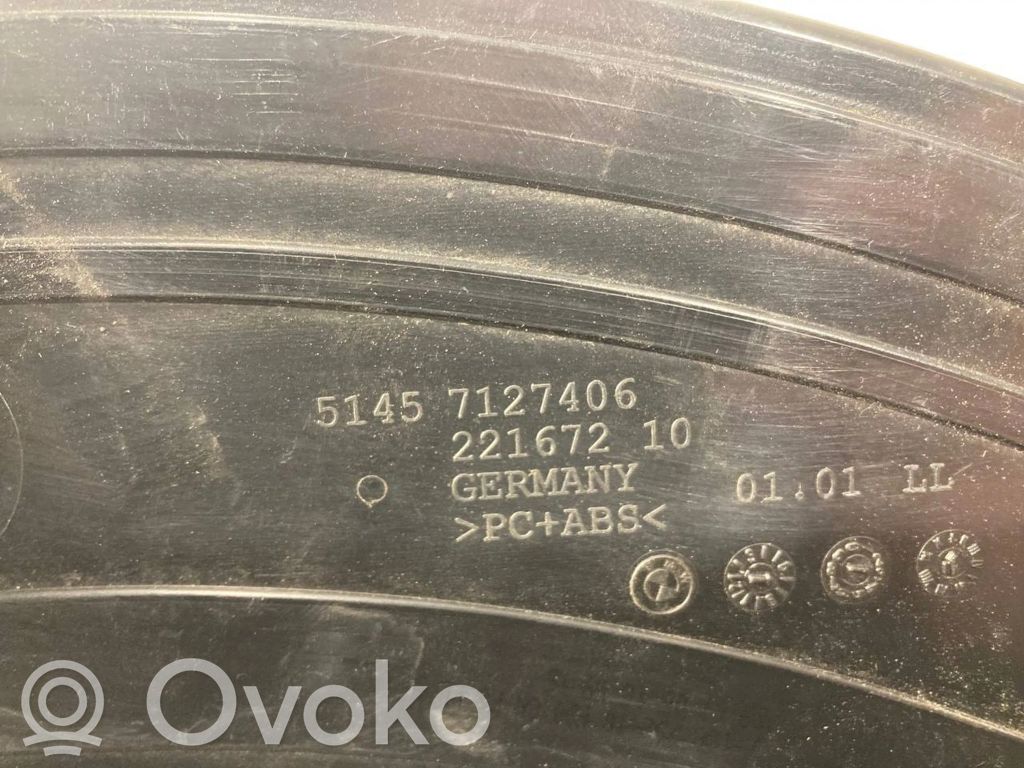 5145 7127406
221672 10
GERMANY 01.01 LL
>PC+ABS<
Ovoko